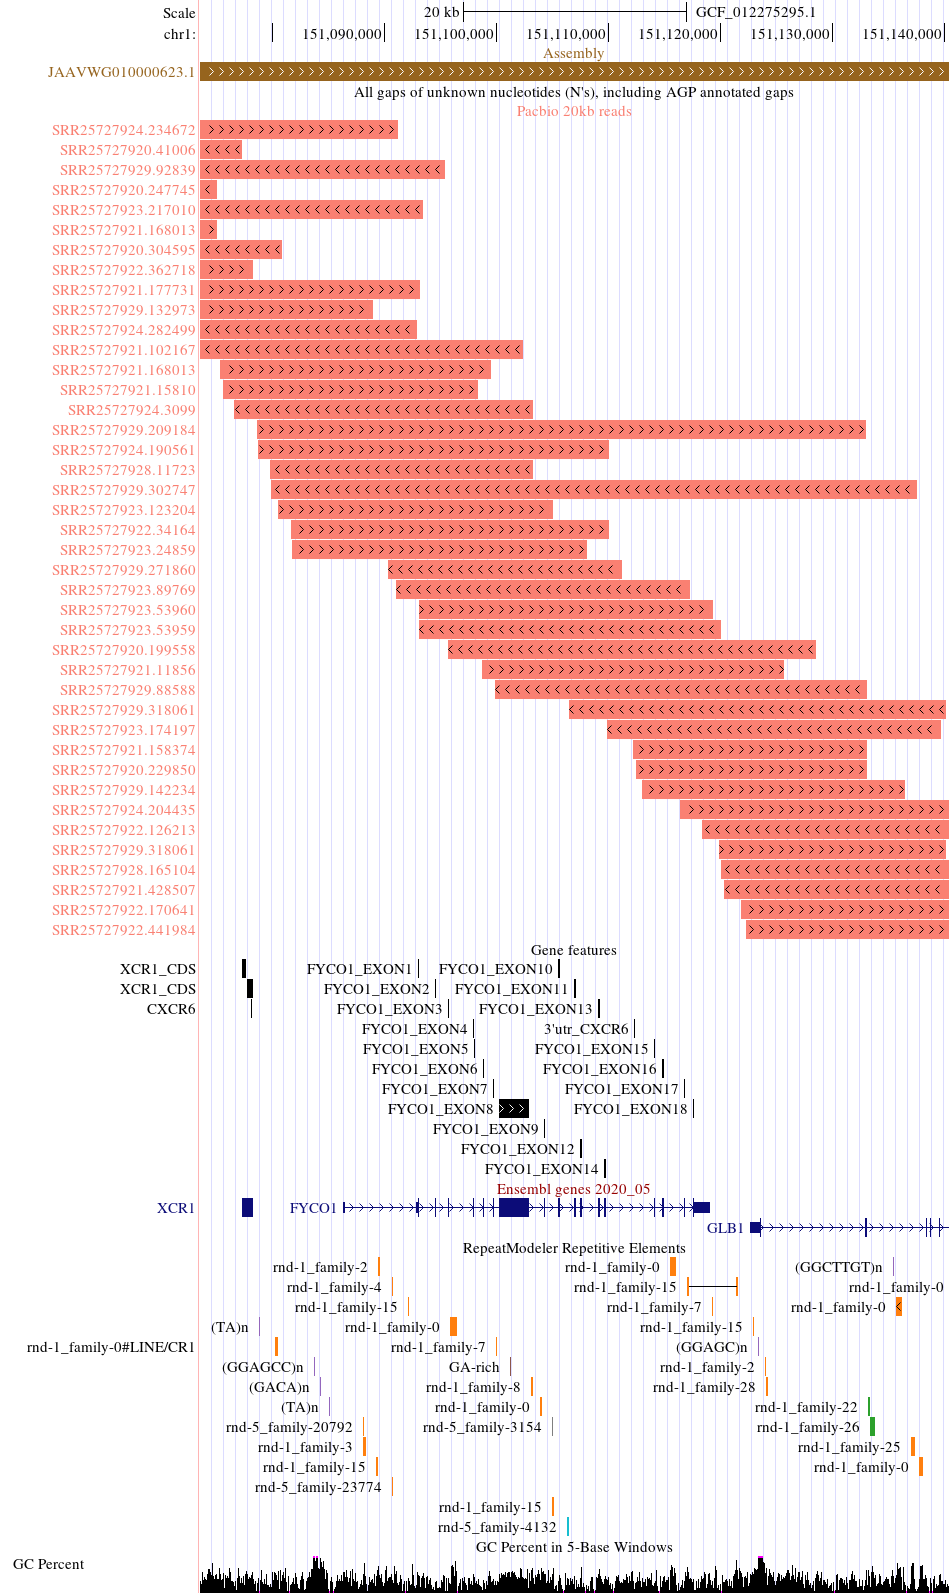 Scale 20 kb GCF_012275295.1
chr1: 151,090,000 151,100,000 151,110,000 151,120,000 151,130,000 151,140,000
Assembly
JAAVWG010000623.1
All gaps of unknown nucleotides (N's), including AGP annotated gaps
Pacbio 20kb reads
SRR25727924.234672
SRR25727920.41006
SRR25727929.92839
SRR25727920.247745
SRR25727923.217010
SRR25727921.168013
SRR25727920.304595
SRR25727922.362718
SRR25727921.177731
SRR25727929.132973
SRR25727924.282499
SRR25727921.102167
SRR25727921.168013
SRR25727921.15810
SRR25727924.3099
SRR25727929.209184
SRR25727924.190561
SRR25727928.11723
SRR25727929.302747
SRR25727923.123204
SRR25727922.34164
SRR25727923.24859
SRR25727929.271860
SRR25727923.89769
SRR25727923.53960
SRR25727923.53959
SRR25727920.199558
SRR25727921.11856
SRR25727929.88588
SRR25727929.318061
SRR25727923.174197
SRR25727921.158374
SRR25727920.229850
SRR25727929.142234
SRR25727924.204435
SRR25727922.126213
SRR25727929.318061
SRR25727928.165104
SRR25727921.428507
SRR25727922.170641
SRR25727922.441984
Gene features
XCR1_CDS FYCO1_EXON1 FYCO1_EXON10
XCR1_CDS FYCO1_EXON2 FYCO1_EXON11
CXCR6 FYCO1_EXON3 FYCO1_EXON13
FYCO1_EXON4 3'utr_CXCR6
FYCO1_EXON5 FYCO1_EXON15
FYCO1_EXON6 FYCO1_EXON16
FYCO1_EXON7 FYCO1_EXON17
FYCO1_EXON8 FYCO1_EXON18
FYCO1_EXON9
FYCO1_EXON12
FYCO1_EXON14
Ensembl genes 2020_05
XCR1 FYCO1
GLB1
RepeatModeler Repetitive Elements
rnd-1_family-2 rnd-1_family-0 (GGCTTGT)n
rnd-1_family-4 rnd-1_family-15 rnd-1_family-0
rnd-1_family-15 rnd-1_family-7 rnd-1_family-0
(TA)n rnd-1_family-0 rnd-1_family-15
rnd-1_family-0#LINE/CR1 rnd-1_family-7 (GGAGC)n
(GGAGCC)n GA-rich rnd-1_family-2
(GACA)n rnd-1_family-8 rnd-1_family-28
(TA)n rnd-1_family-0 rnd-1_family-22
rnd-5_family-20792 rnd-5_family-3154 rnd-1_family-26
rnd-1_family-3 rnd-1_family-25
rnd-1_family-15 rnd-1_family-0
rnd-5_family-23774
rnd-1_family-15
rnd-5_family-4132
GC Percent in 5-Base Windows
GC Percent